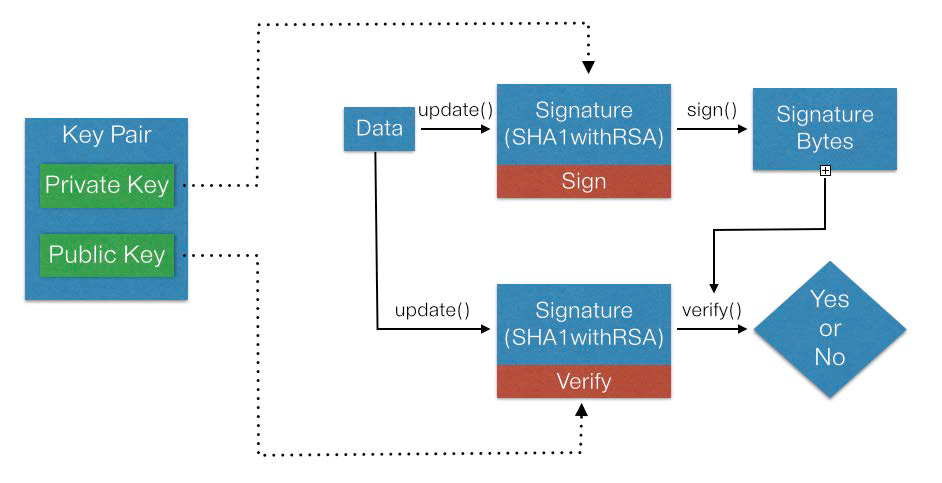 Key Pair
Private Key
Public Key
Data
update()
Signature
(SHA1withRSA)
Sign
sign()
Signature
Bytes
update()
Signature
(SHA1withRSA)
Verify
verify()
Yes
or
No